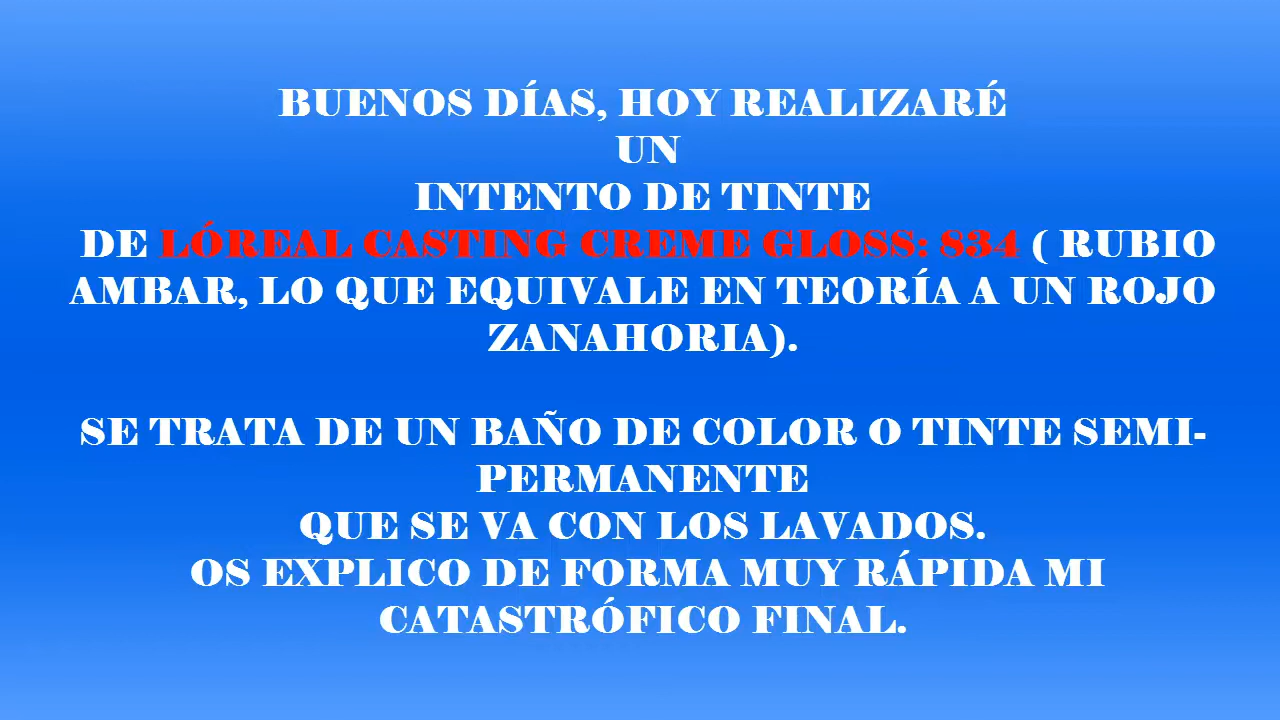 BUENOS DÍAS, HOY REALIZARÉ
UN
INTENTO DE TINTE
DE LÓREAL CASTING CREME GLOSS: 834 ( RUBIO
AMBAR, LO QUE EQUIVALE EN TEORÍA A UN ROJO
ZANAHORIA).
SE TRATA DE UN BAÑO DE COLOR O TINTE SEMI-
PERMANENTE
QUE SE VA CON LOS LAVADOS.
OS EXPLICO DE FORMA MUY RÁPIDA MI
CATASTRÓFICO FINAL.